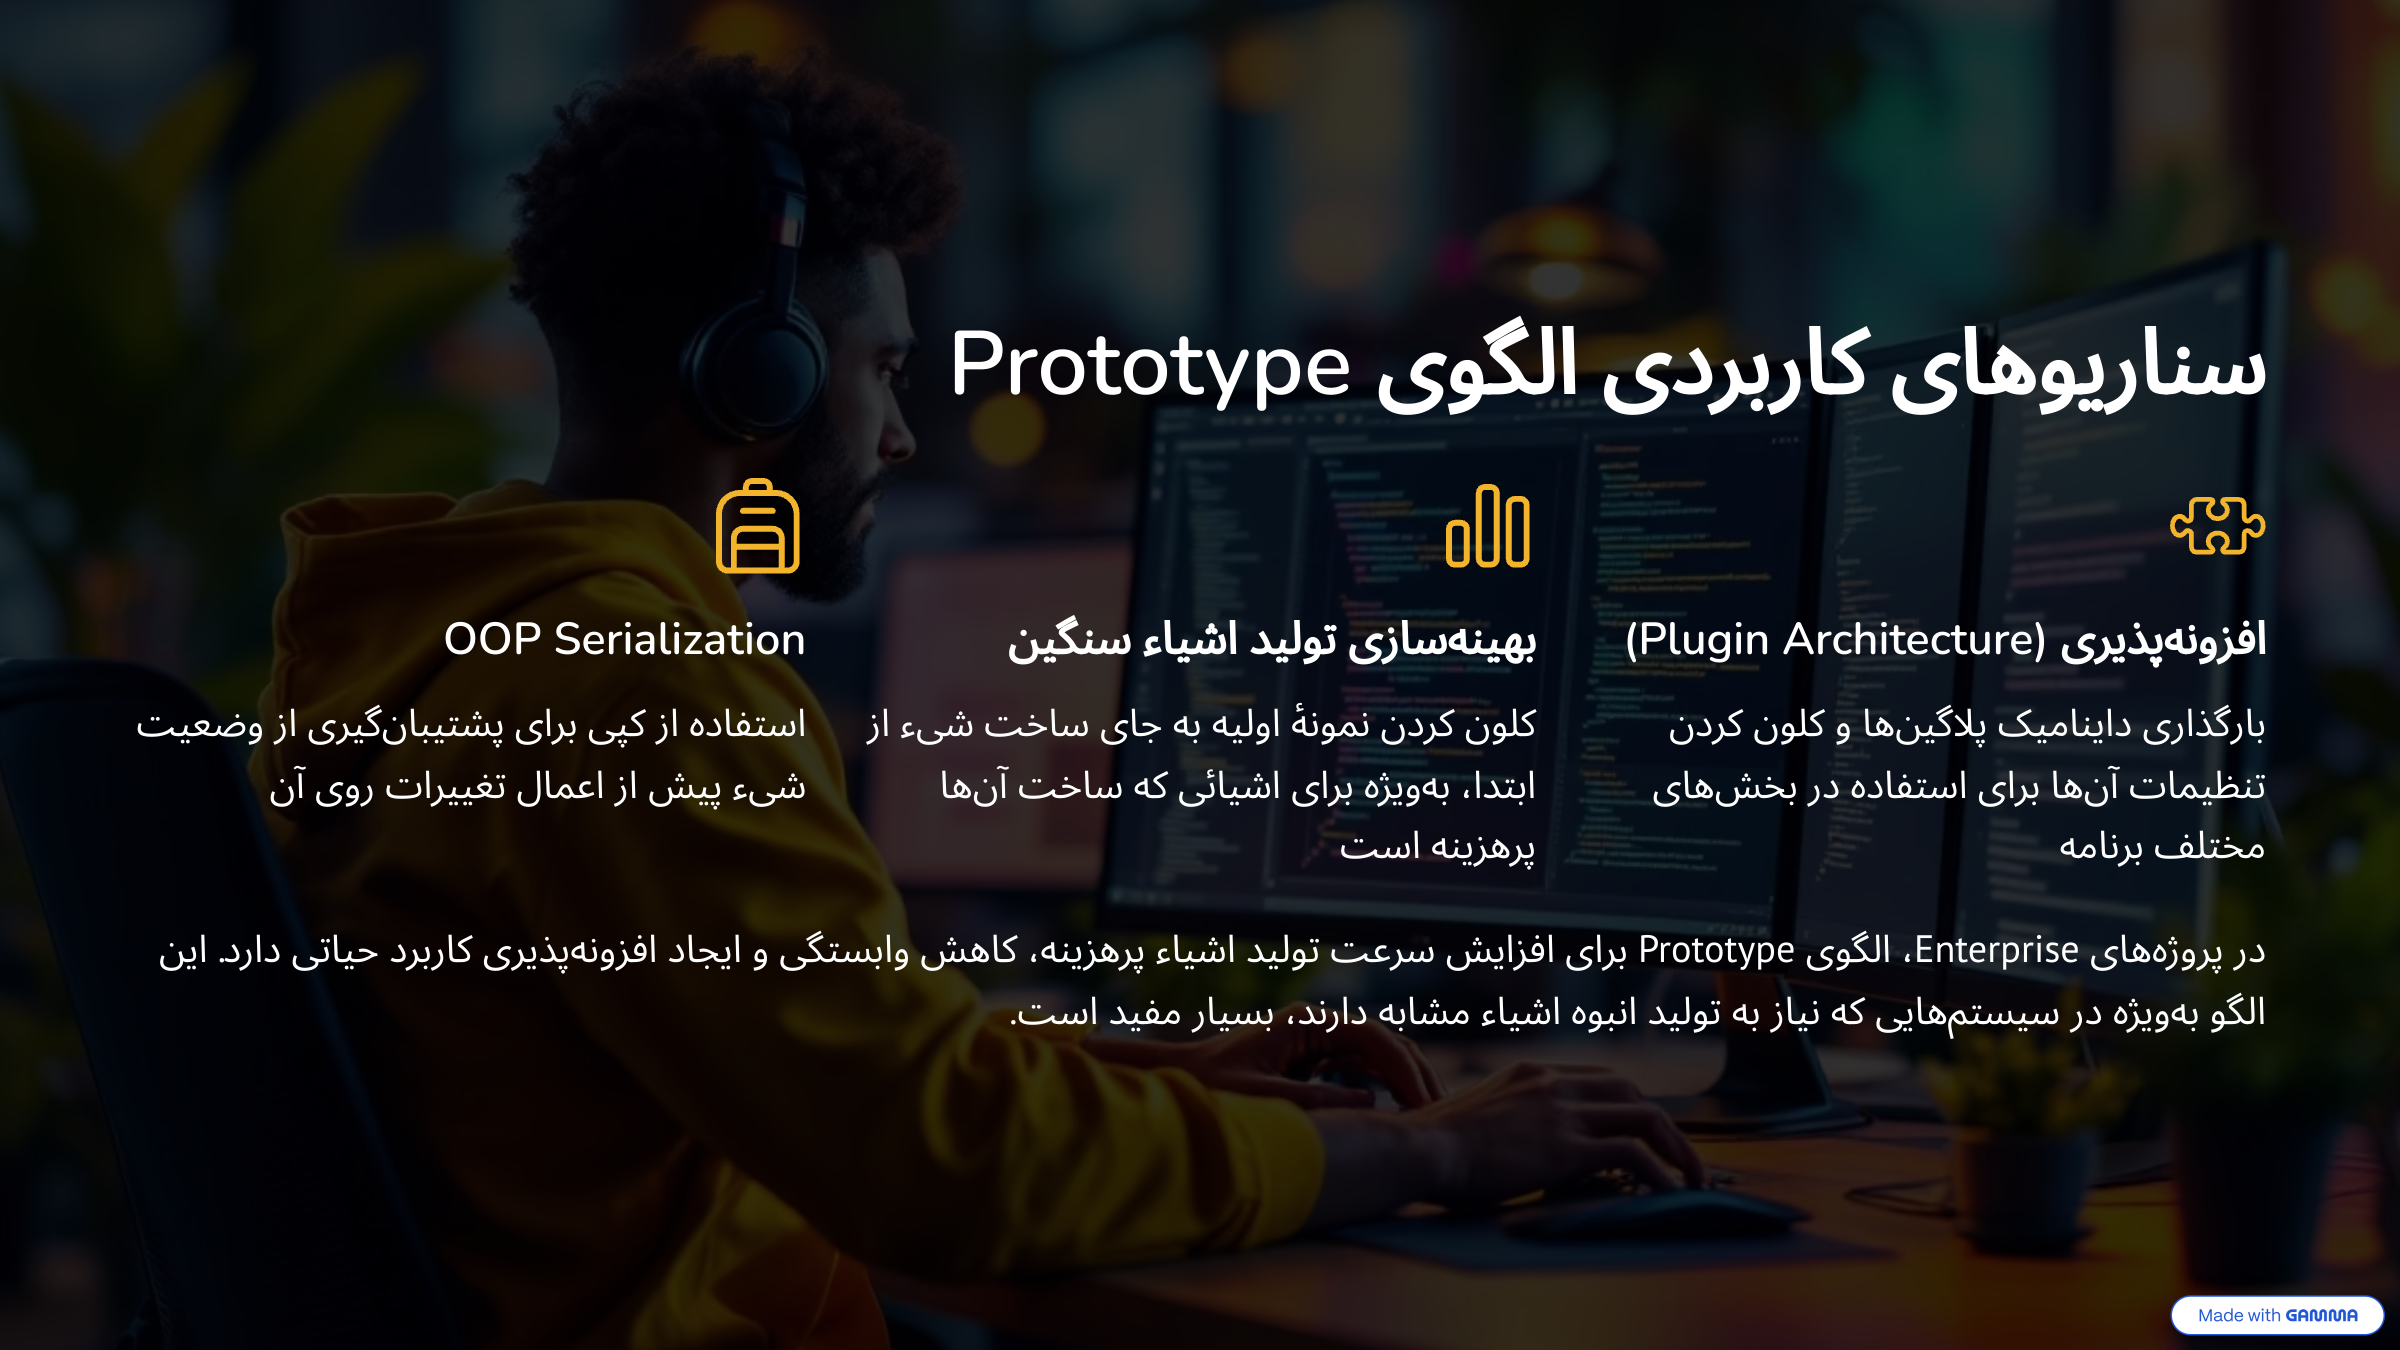 سناریوهای کاربردی الگوی Prototype
افزونه‌پذیری (Plugin Architecture)
بارگذاری داینامیک پلاگین‌ها و کلون کردن
تنظیمات آن‌ها برای استفاده در بخش‌های
مختلف برنامه
بهینه‌سازی تولید اشیاء سنگین
کلون کردن نمونهٔ اولیه به جای ساخت شیء از
ابتدا، به‌ویژه برای اشیائی که ساخت آن‌ها
پرهزینه است
OOP Serialization
استفاده از کپی برای پشتیبان‌گیری از وضعیت
شیء پیش از اعمال تغییرات روی آن
در پروژه‌های Enterprise، الگوی Prototype برای افزایش سرعت تولید اشیاء پرهزینه، کاهش وابستگی و ایجاد افزونه‌پذیری کاربرد حیاتی دارد. این
الگو به‌ویژه در سیستم‌هایی که نیاز به تولید انبوه اشیاء مشابه دارند، بسیار مفید است.
Made with GAMMA